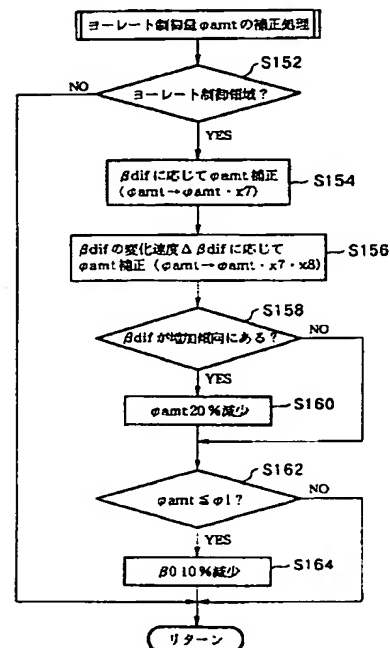 ヨーレート制御量φamtの補正処理
S152
NO
ヨーレート制御領域？
YES
βdifに応じてφamt補正
（φamt→φamt・x7）
S154
βdifの変化速度Δβdifに応じて
φamt補正（φamt→φamt・x7・x8）
S156
S158
βdifが増加傾向にある？
NO
YES
φamt20％減少
S160
S162
φamt≦φ1？
NO
YES
β0 10％減少
S164
リターン